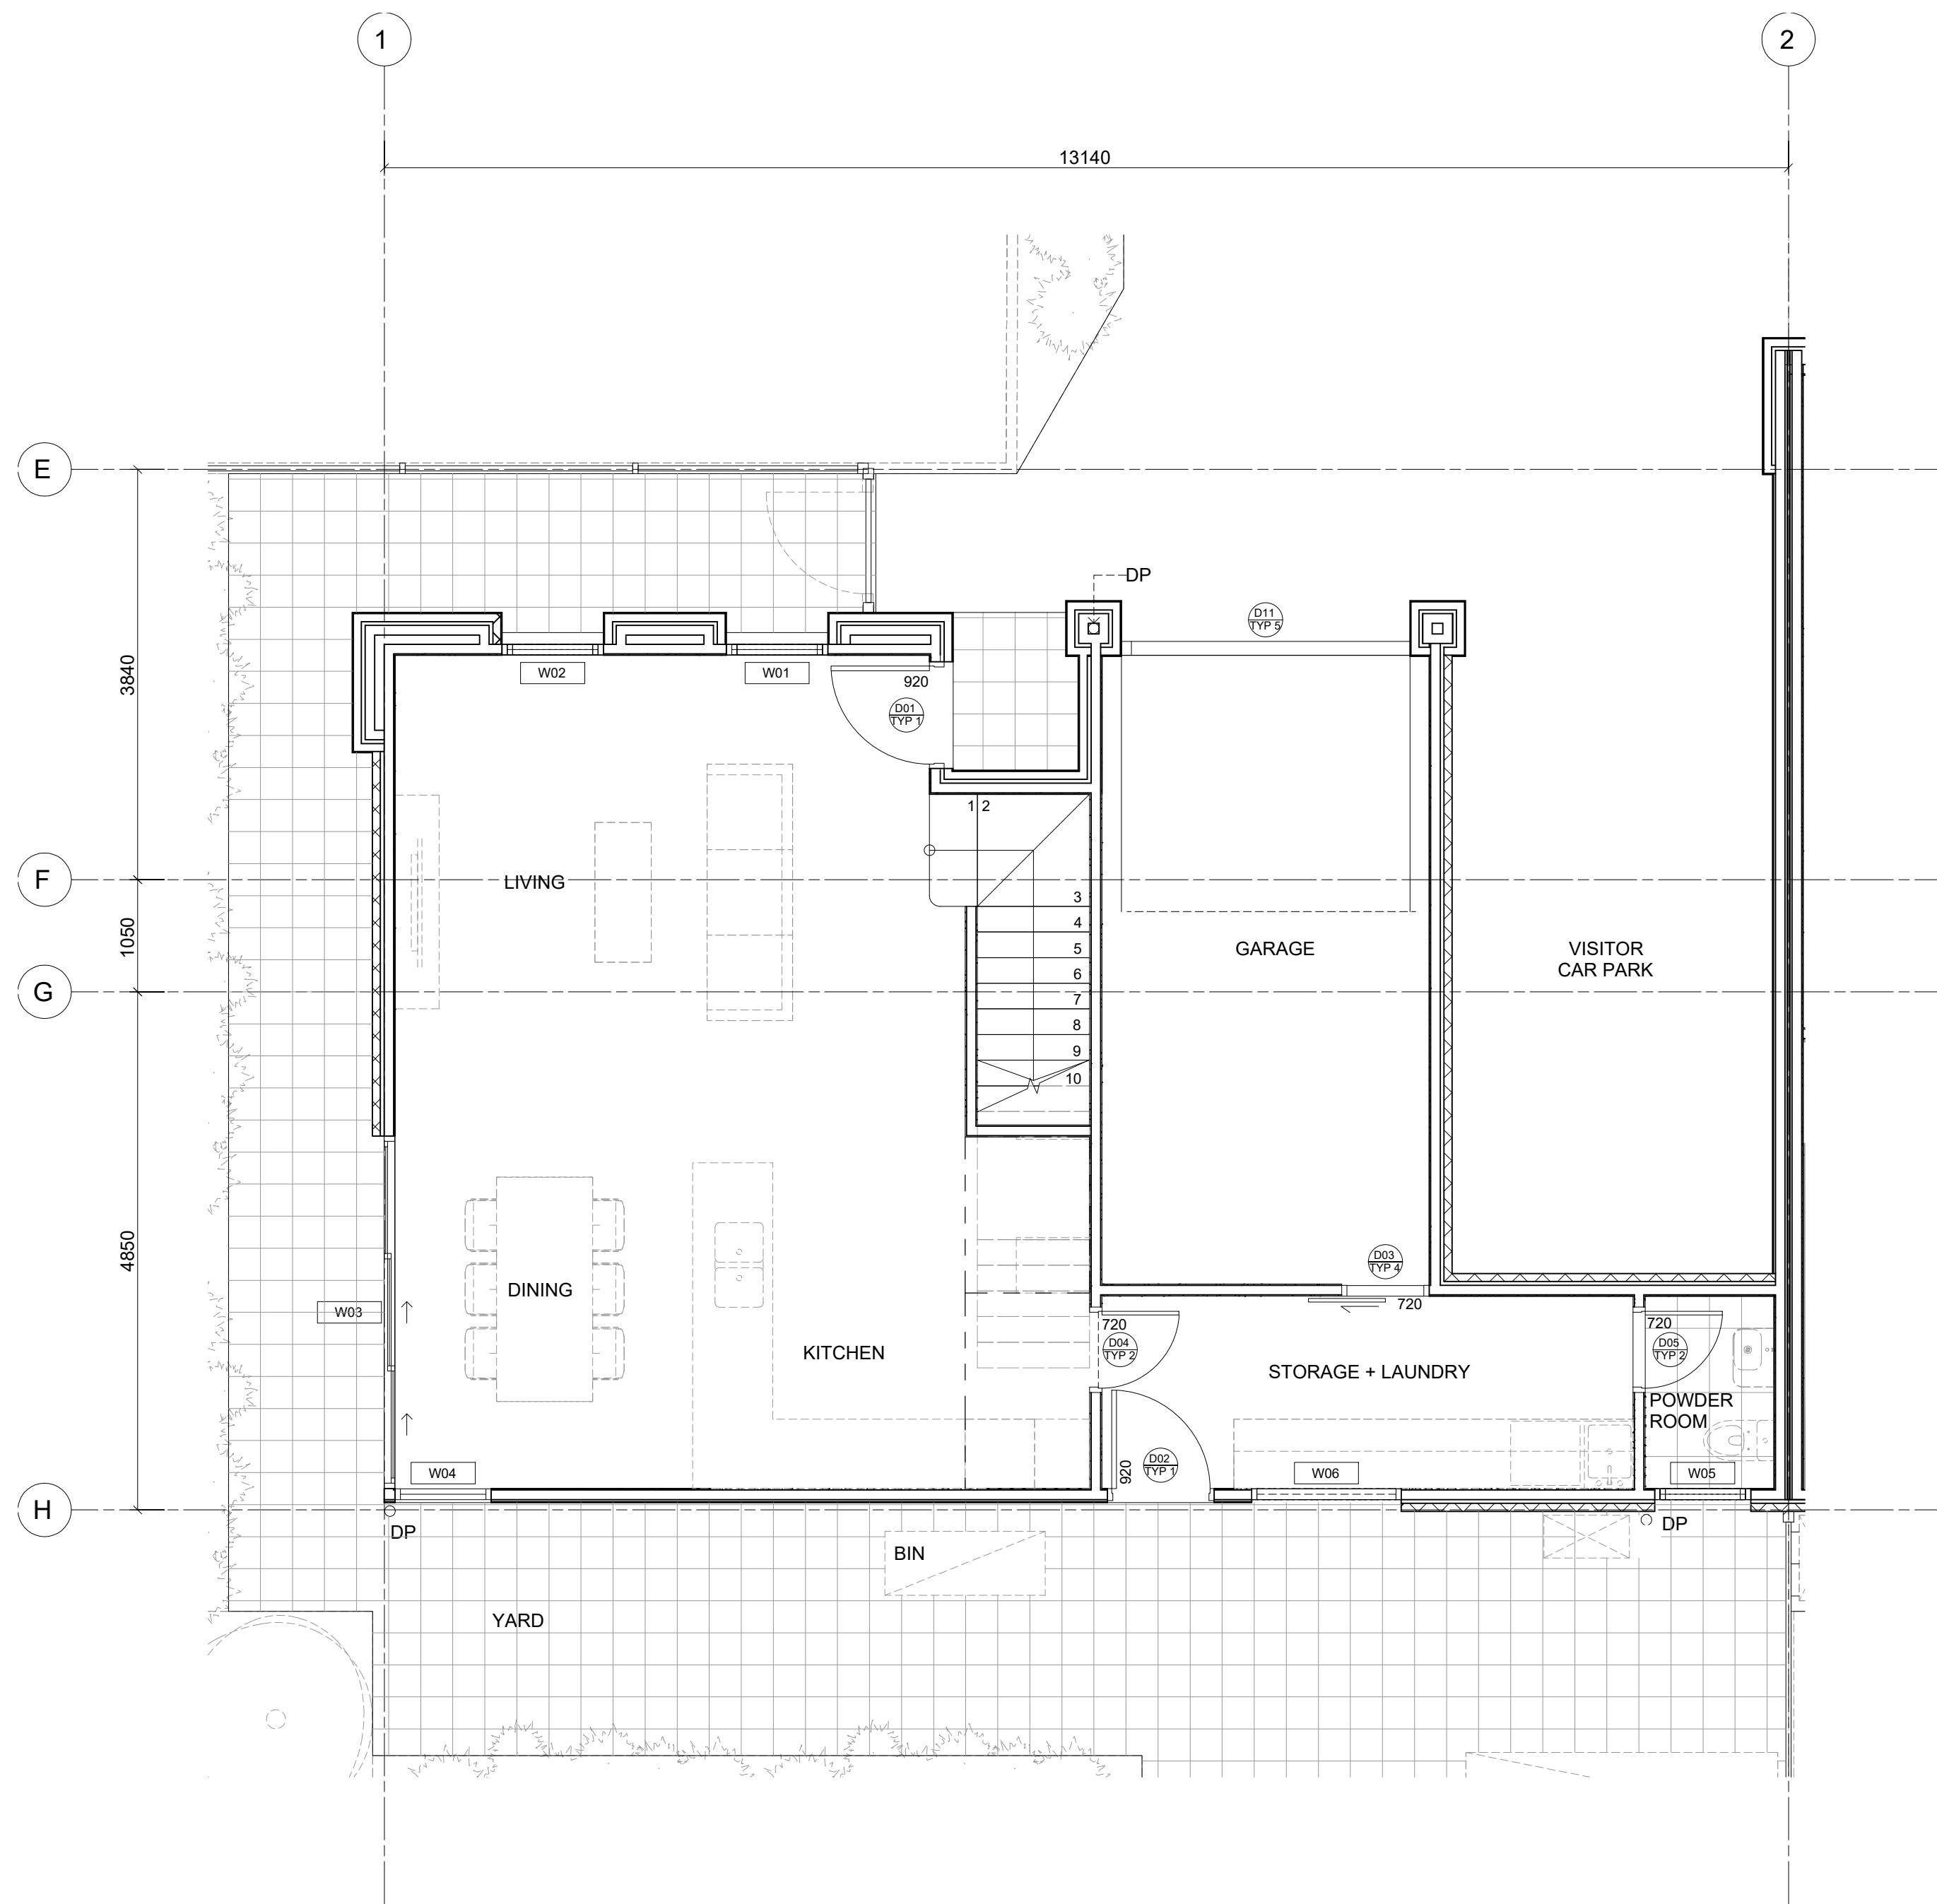 1
2
13140
E
DP
D11
TYP 5
3840
W02
W01
920
D01
TYP 1
1
2
F
LIVING
3
4
1050
5
GARAGE
VISITOR
CAR PARK
6
G
7
8
9
10
4850
D03
TYP 4
DINING
W03
720
720
720
D04
TYP 2
D05
TYP 2
KITCHEN
STORAGE + LAUNDRY
POWDER
ROOM
W04
920
D02
TYP 1
W06
W05
H
DP
DP
BIN
YARD